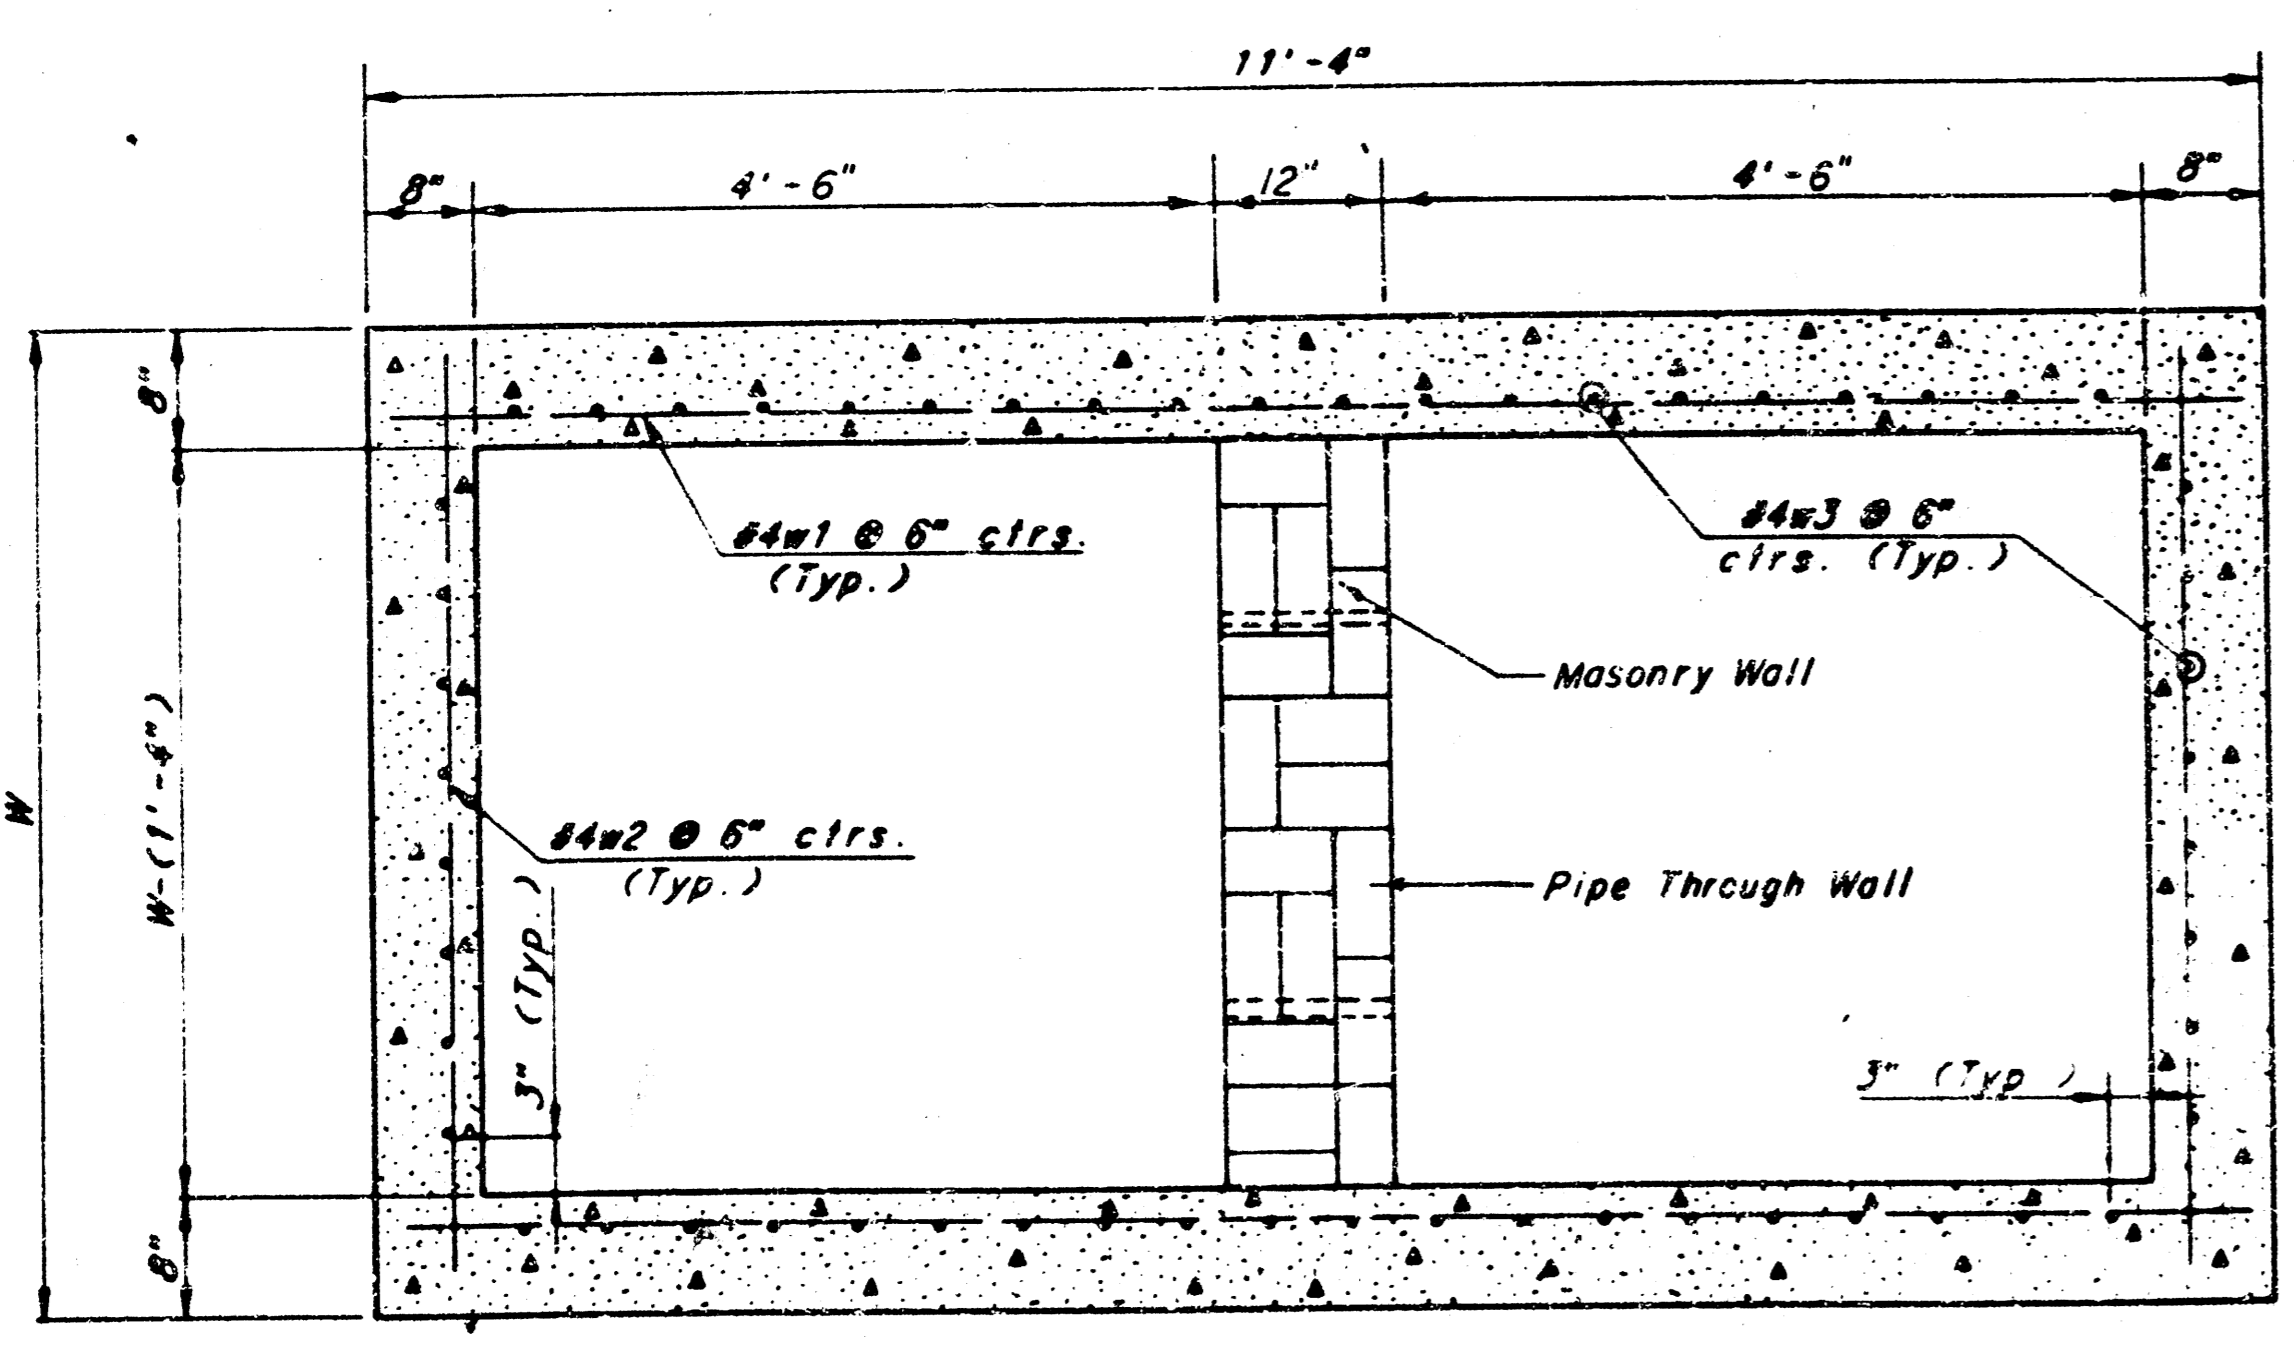 11'-4"
8"
4'-6"
12"
4'-6"
8"
8"
#4w1 @ 6" ctrs.
(Typ.)
#4w3 @ 6"
ctrs. (Typ.)
Masonry Wall
W-(1'-4")
W
#4w2 @ 6" ctrs.
(Typ.)
Pipe Through Wall
3" (Typ.)
3" (Typ )
8"